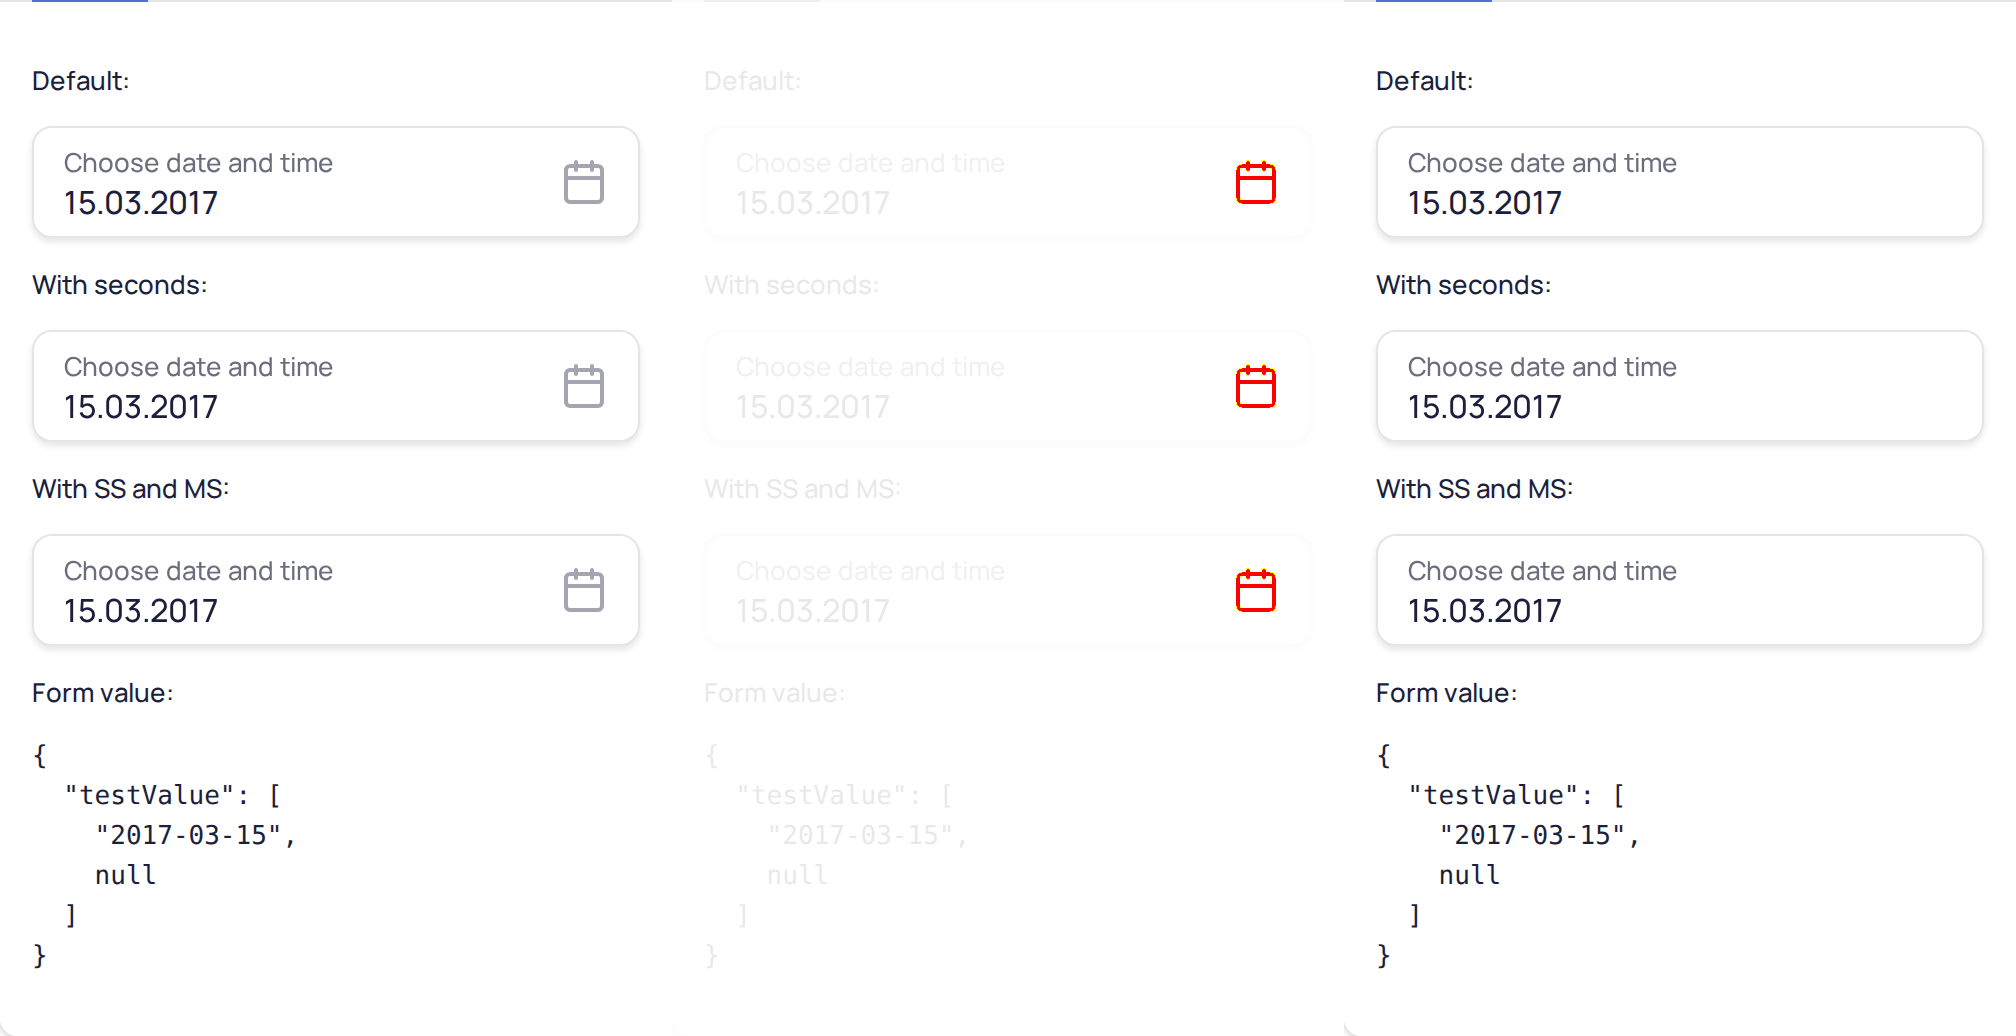 Default:
Choose date and time
15.03.2017
With seconds:
Choose date and time
15.03.2017
With SS and MS:
Choose date and time
15.03.2017
Form value:
{
  "testValue": [
    "2017-03-15",
    null
  ]
}
Default:
Choose date and time
15.03.2017
With seconds:
Choose date and time
15.03.2017
With SS and MS:
Choose date and time
15.03.2017
Form value:
{
  "testValue": [
    "2017-03-15",
    null
  ]
}
Default:
Choose date and time
15.03.2017
With seconds:
Choose date and time
15.03.2017
With SS and MS:
Choose date and time
15.03.2017
Form value:
{
  "testValue": [
    "2017-03-15",
    null
  ]
}